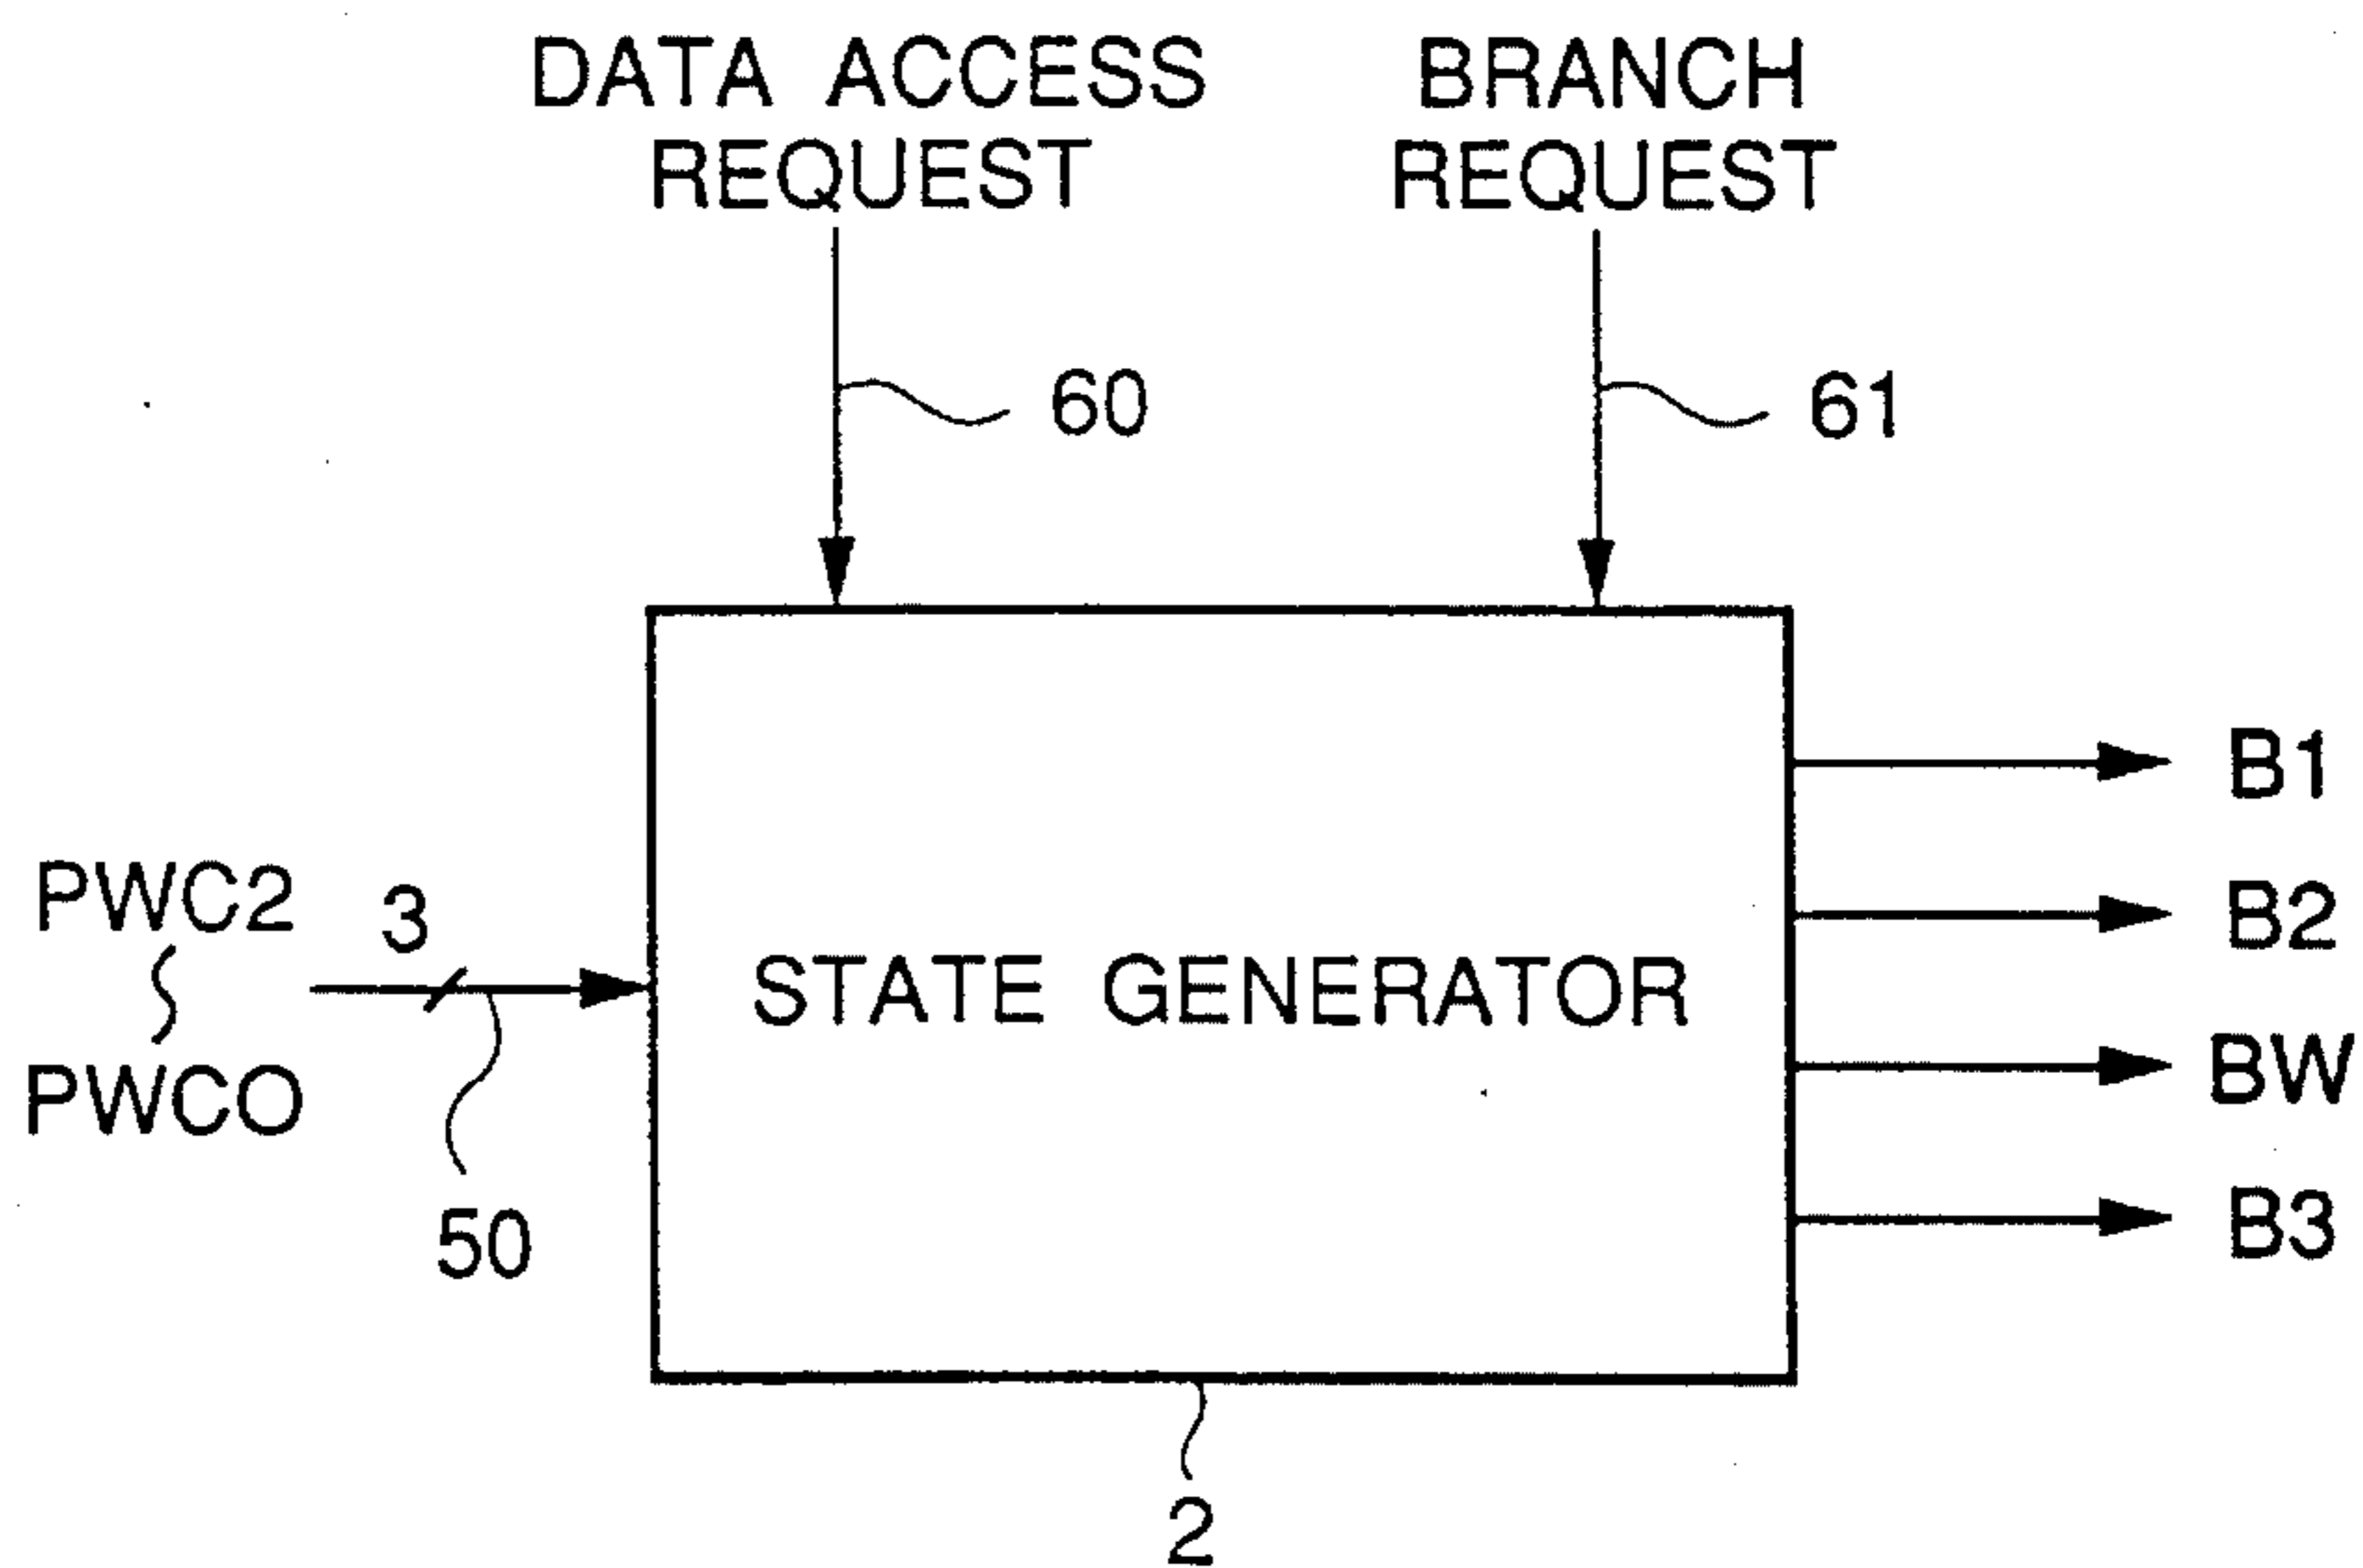 DATA ACCESS
REQUEST
BRANCH
REQUEST
60
61
B1
PWC2
3
B2
STATE GENERATOR
PWCO
BW
50
B3
2